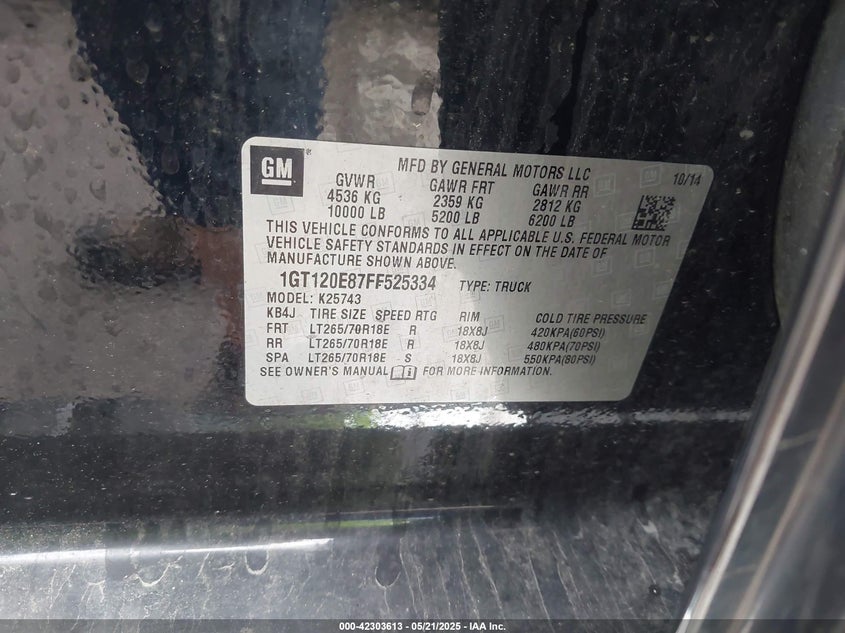 GM MFD BY GENERAL MOTORS LLC 10/14
GVWR GAWR FRT GAWR RR
4536 KG 2359 KG 2812 KG
10000 LB 5200 LB 6200 LB
THIS VEHICLE CONFORMS TO ALL APPLICABLE U.S. FEDERAL MOTOR
VEHICLE SAFETY STANDARDS IN EFFECT ON THE DATE OF
MANUFACTURE SHOWN ABOVE.
1GT120E87FF525334 TYPE: TRUCK
MODEL: K25743
KB4J TIRE SIZE SPEED RTG RIM COLD TIRE PRESSURE
FRT LT265/70R18E R 18X8J 420KPA(60PSI)
RR LT265/70R18E R 18X8J 480KPA(70PSI)
SPA LT265/70R18E S 18X8J 550KPA(80PSI)
SEE OWNER'S MANUAL FOR MORE INFORMATION.
000-42303613 - 05/21/2025 - IAA Inc.